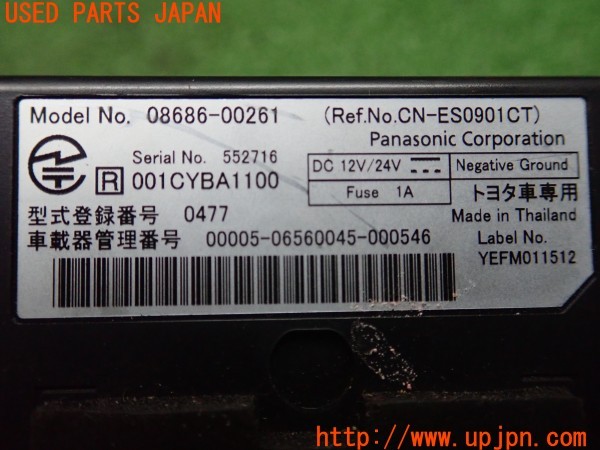 USED PARTS JAPAN
Model No. 08686-00261 (Ref.No.CN-ES0901CT)
Panasonic Corporation
Serial No. 552716
DC 12V/24V Negative Ground
R 001CYBA1100
Fuse 1A トヨタ車専用
型式登録番号 0477
Made in Thailand
車載器管理番号 00005-06560045-000546
Label No.
YEFM011512
http://www.upjpn.com/